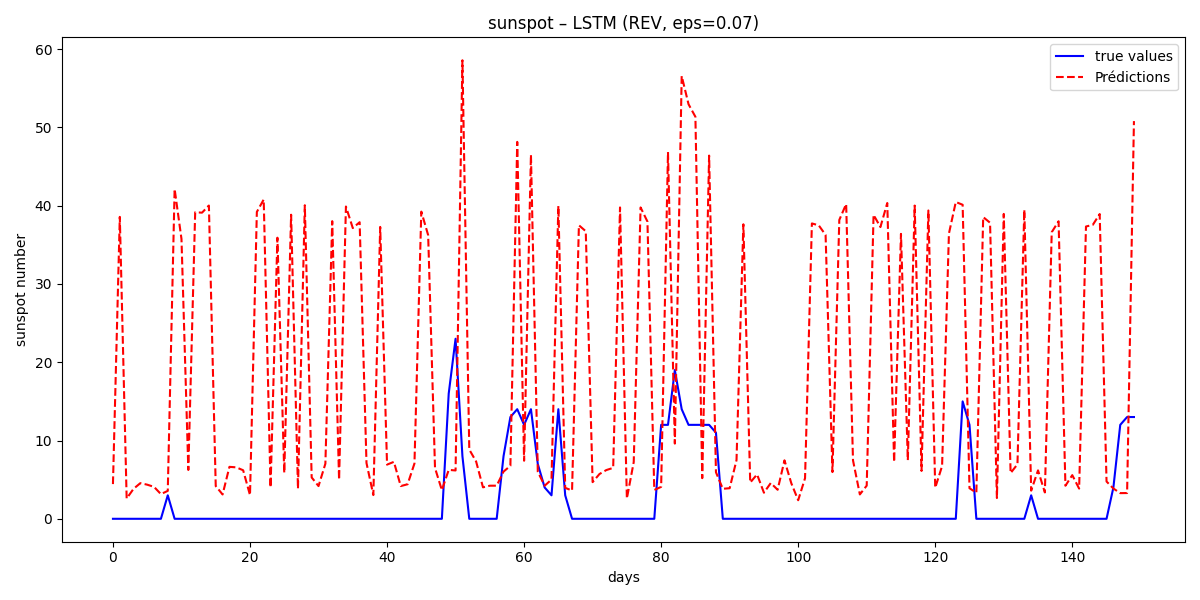 sunspot – LSTM (REV, eps=0.07)
60
50
40
30
20
10
0
sunspot number
true values
Prédictions
0 20 40 60 80 100 120 140
days